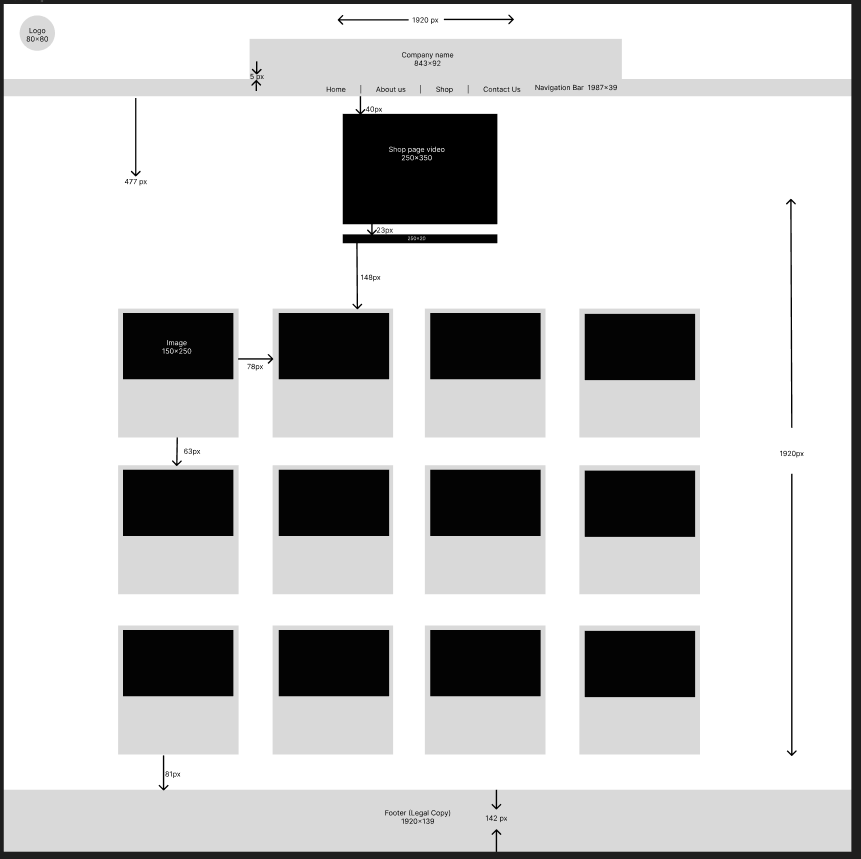 1920 px
Logo
80×80
Company name
843×92
5 px
Home | About us | Shop | Contact Us Navigation Bar 1987×39
40px
Shop page video
250×350
477 px
23px
250×20
148px
Image
150×250
78px
63px
1920px
81px
Footer (Legal Copy)
1920×139
142 px